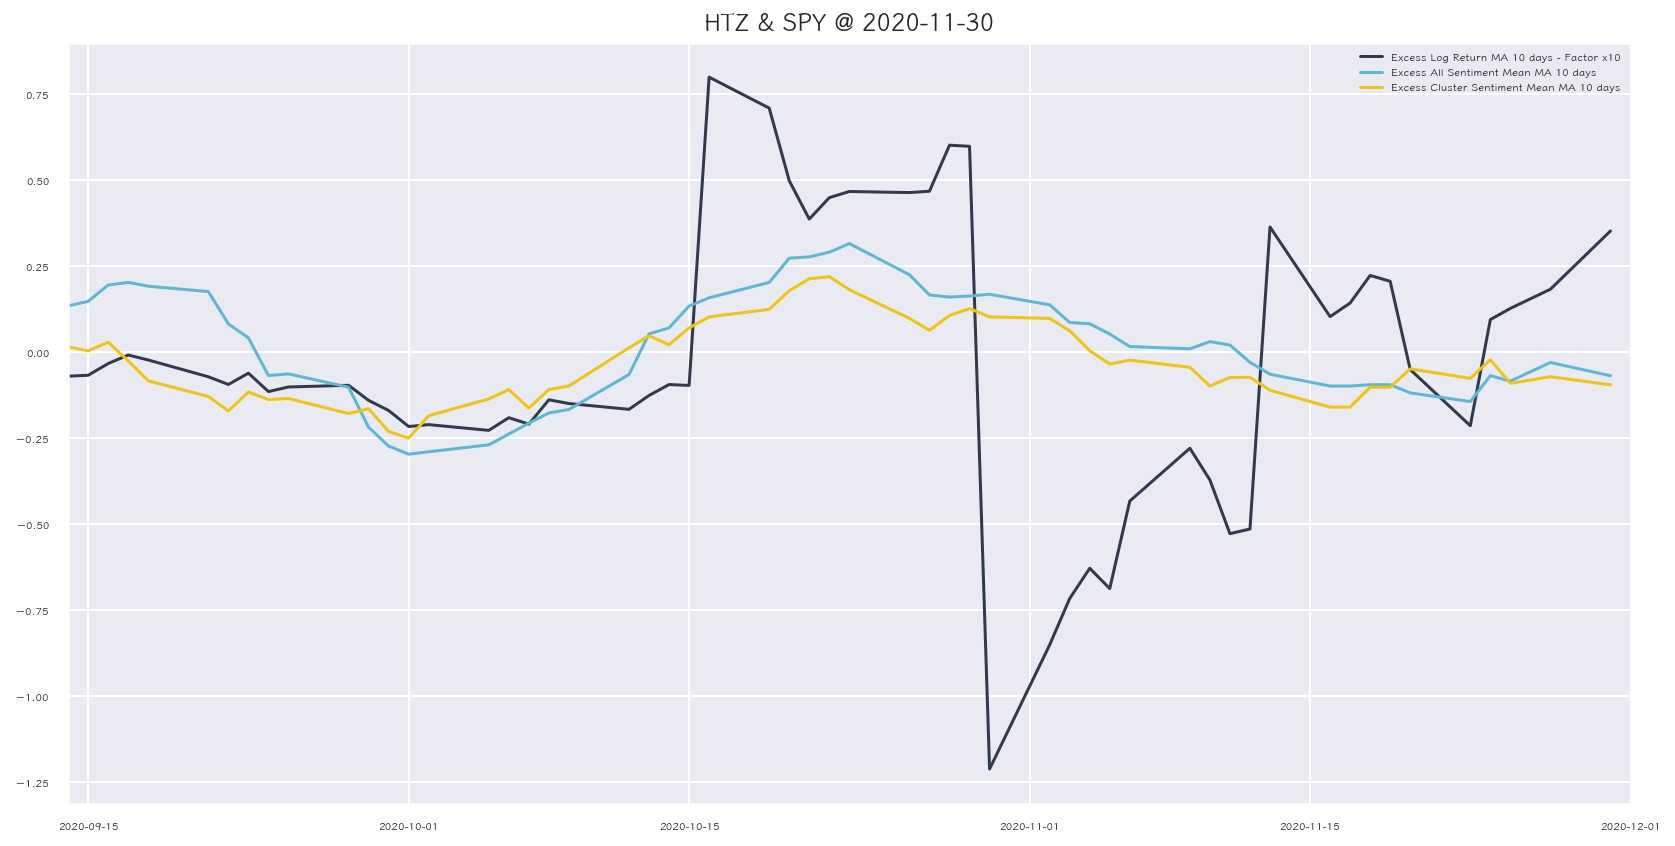 HTZ & SPY @ 2020-11-30
Excess Log Return MA 10 days - Factor x10
Excess All Sentiment Mean MA 10 days
Excess Cluster Sentiment Mean MA 10 days
0.75
0.50
0.25
0.00
−0.25
−0.50
−0.75
−1.00
−1.25
2020-09-15 2020-10-01 2020-10-15 2020-11-01 2020-11-15 2020-12-01